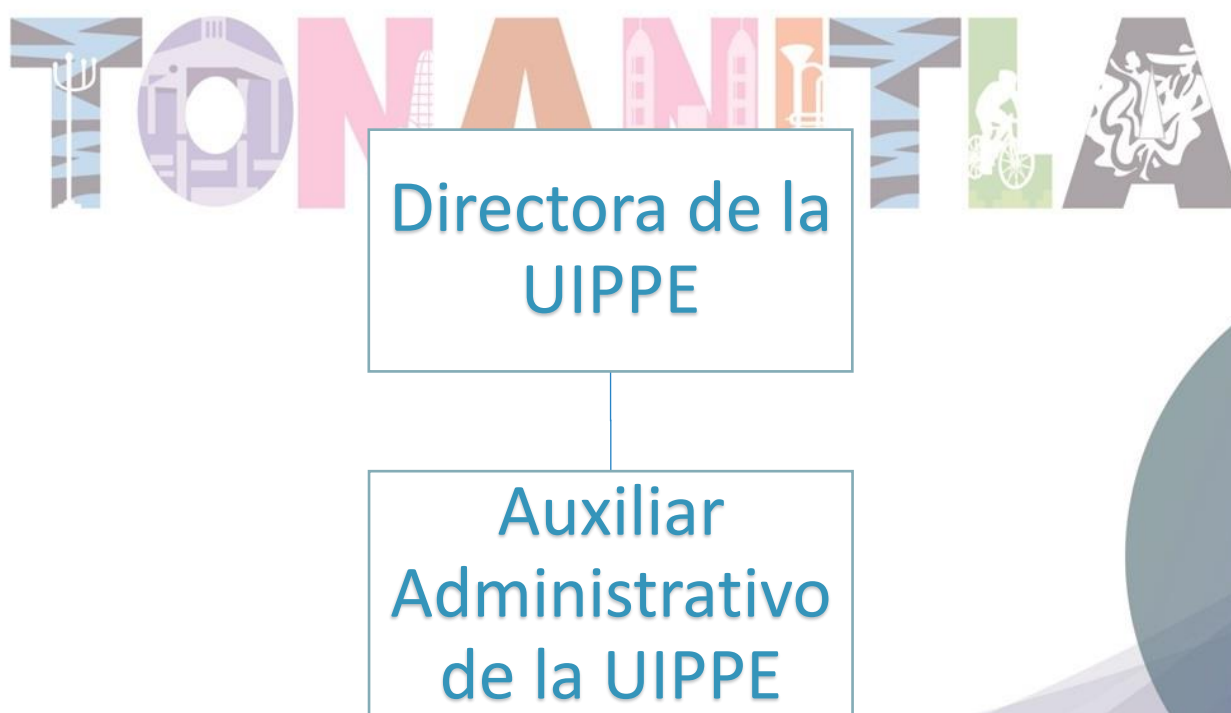 TONANITLA
Directora de la
UIPPE
Auxiliar
Administrativo
de la UIPPE